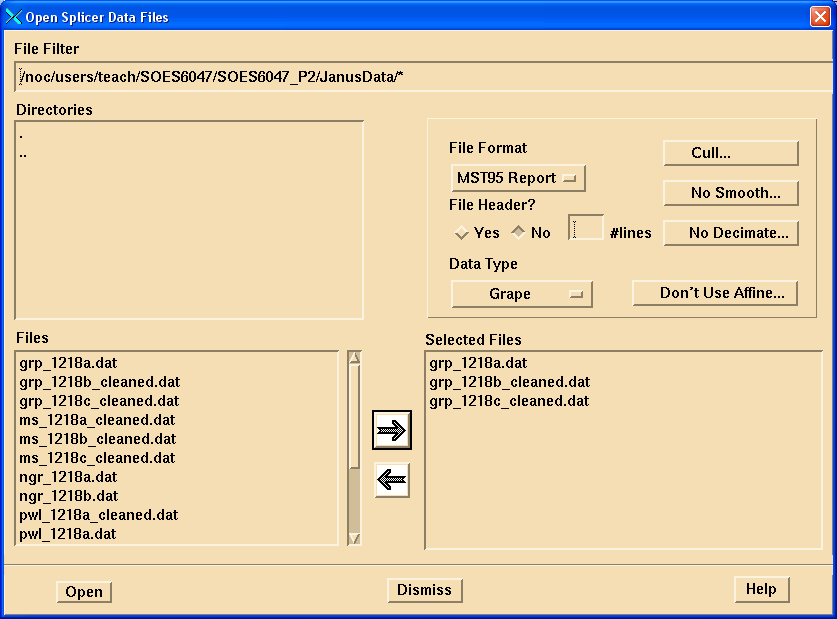 Open Splicer Data Files
File Filter
/noc/users/teach/SOES6047/SOES6047_P2/JanusData/*
Directories
.
..
File Format
MST95 Report
File Header?
Yes
No
#lines
Data Type
Grape
Cull...
No Smooth...
No Decimate...
Don't Use Affine...
Files
grp_1218a.dat
grp_1218b_cleaned.dat
grp_1218c_cleaned.dat
ms_1218a_cleaned.dat
ms_1218b_cleaned.dat
ms_1218c_cleaned.dat
ngr_1218a.dat
ngr_1218b.dat
pwl_1218a_cleaned.dat
pwl_1218a.dat
Selected Files
grp_1218a.dat
grp_1218b_cleaned.dat
grp_1218c_cleaned.dat
Open
Dismiss
Help